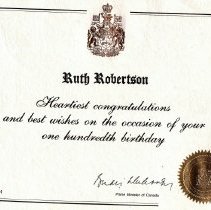 Ruth Robertson
Heartiest congratulations
and best wishes on the occasion of your
one hundredth birthday
Prime Minister of Canada